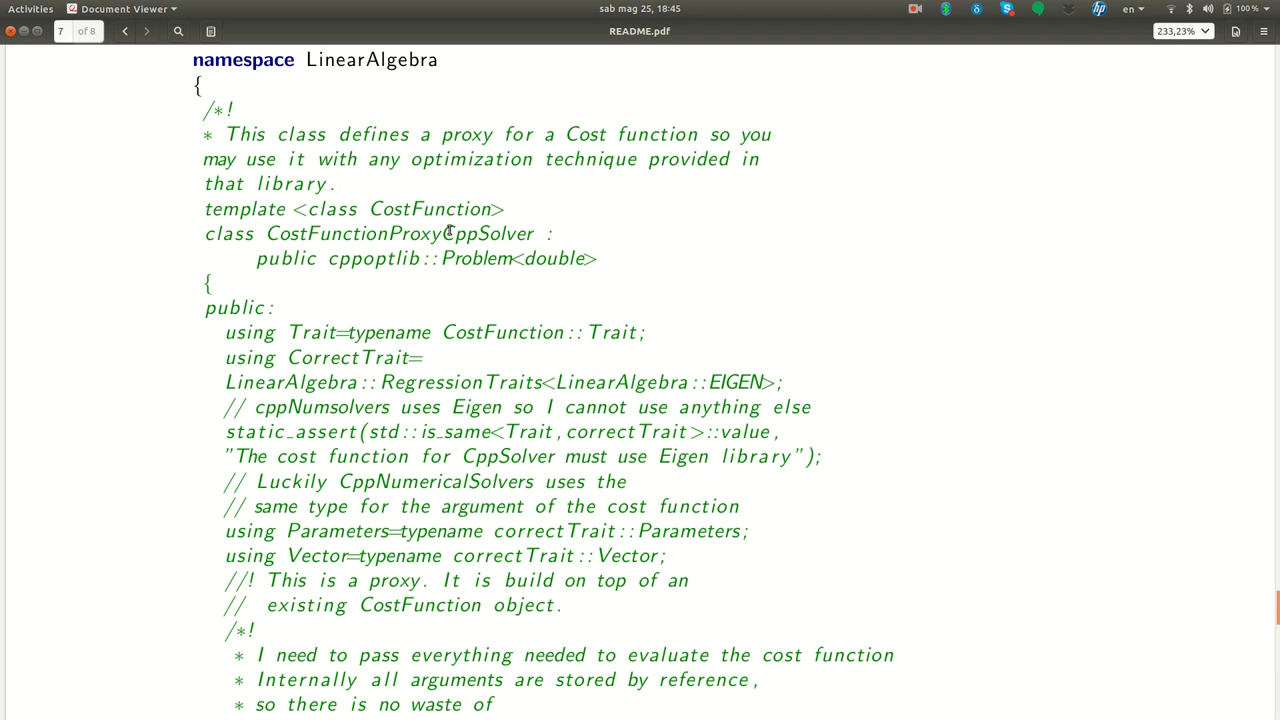 Activities Document Viewer sab mag 25, 18:45 en 100 %
7 of 8 README.pdf 233,23%
namespace LinearAlgebra
{
/*!
* This class defines a proxy for a Cost function so you
may use it with any optimization technique provided in
that library.
template <class CostFunction>
class CostFunctionProxyCppSolver :
public cppoptlib::Problem<double>
{
public:
using Trait=typename CostFunction::Trait;
using CorrectTrait=
LinearAlgebra::RegressionTraits<LinearAlgebra::EIGEN>;
// cppNumsolvers uses Eigen so I cannot use anything else
static_assert(std::is_same<Trait,correctTrait>::value,
"The cost function for CppSolver must use Eigen library");
// Luckily CppNumericalSolvers uses the
// same type for the argument of the cost function
using Parameters=typename correctTrait::Parameters;
using Vector=typename correctTrait::Vector;
//! This is a proxy. It is build on top of an
// existing CostFunction object.
/*!
* I need to pass everything needed to evaluate the cost function
* Internally all arguments are stored by reference,
* so there is no waste of